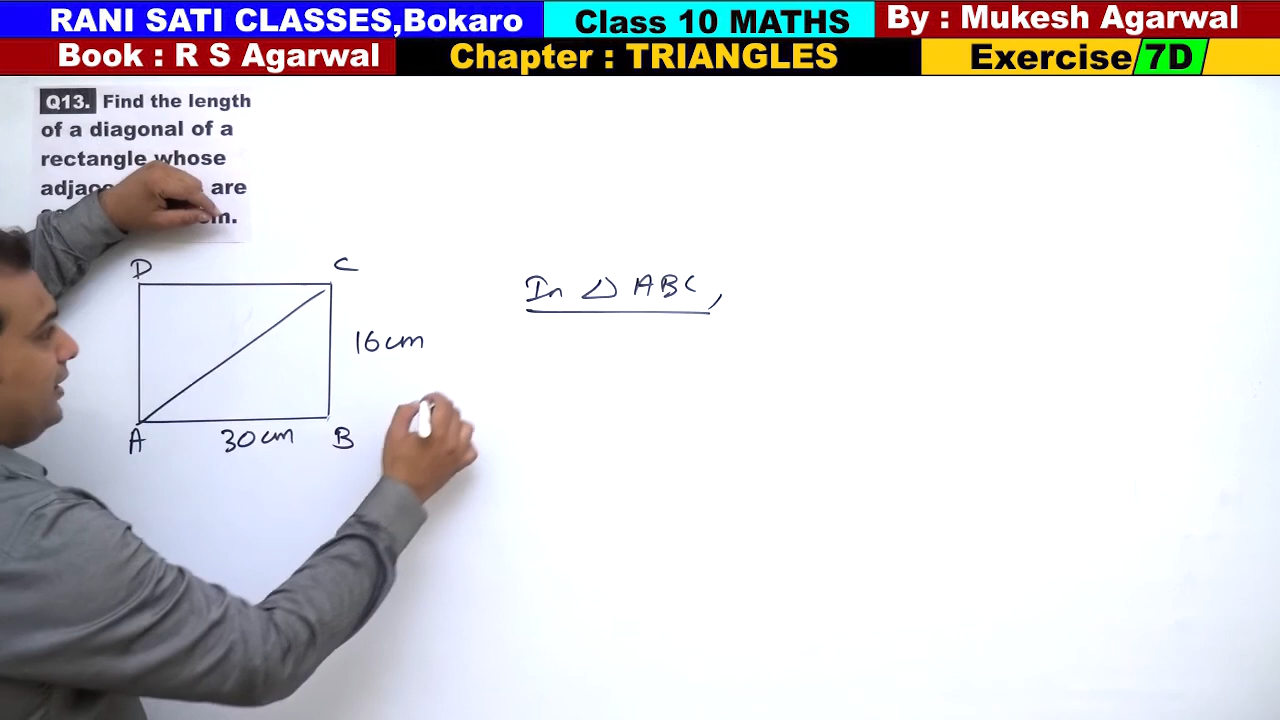 RANI SATI CLASSES,Bokaro
Class 10 MATHS
By : Mukesh Agarwal
Book : R S Agarwal
Chapter : TRIANGLES
Exercise 7D
Q13. Find the length
of a diagonal of a
rectangle whose
are
D
C
In △ ABC,
16cm
A
30cm
B